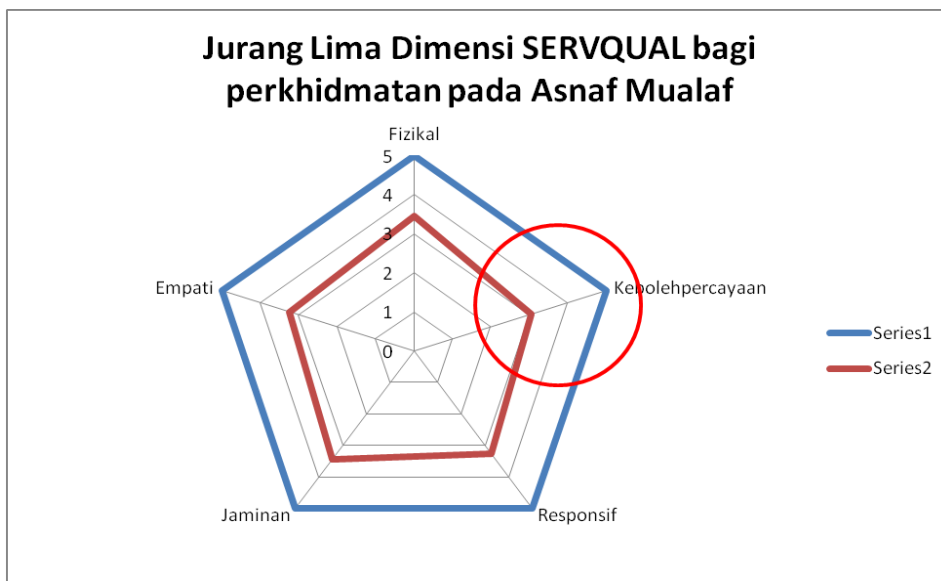 Jurang Lima Dimensi SERVQUAL bagi
perkhidmatan pada Asnaf Mualaf
Fizikal
5
4
3
2
1
0
Empati
Kebolehpercayaan
Jaminan
Responsif
Series1
Series2